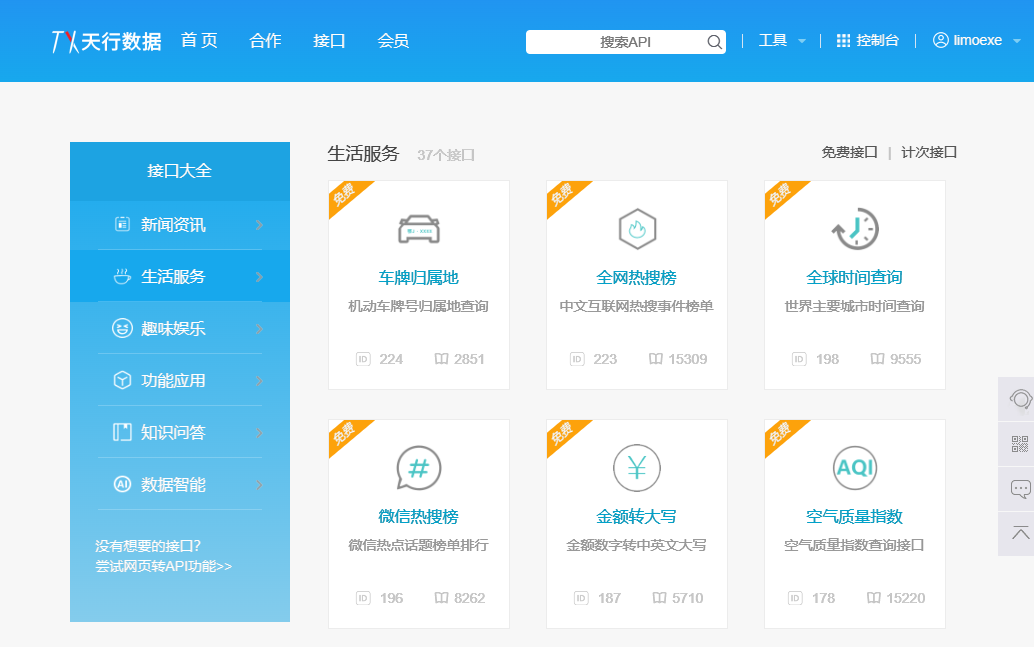 TX天行数据 首页 合作 接口 会员 搜索API 工具 控制台 limoexe
接口大全
新闻资讯
生活服务
趣味娱乐
功能应用
知识问答
AI 数据智能
没有想要的接口?
尝试网页转API功能>>
生活服务 37个接口 免费接口 | 计次接口
免费 免费 免费
车牌归属地 全网热搜榜 全球时间查询
机动车牌号归属地查询 中文互联网热搜事件榜单 世界主要城市时间查询
ID 224 2851 ID 223 15309 ID 198 9555
免费 免费 免费
# ¥ AQI
微信热搜榜 金额转大写 空气质量指数
微信热点话题榜单排行 金额数字转中英文大写 空气质量指数查询接口
ID 196 8262 ID 187 5710 ID 178 15220